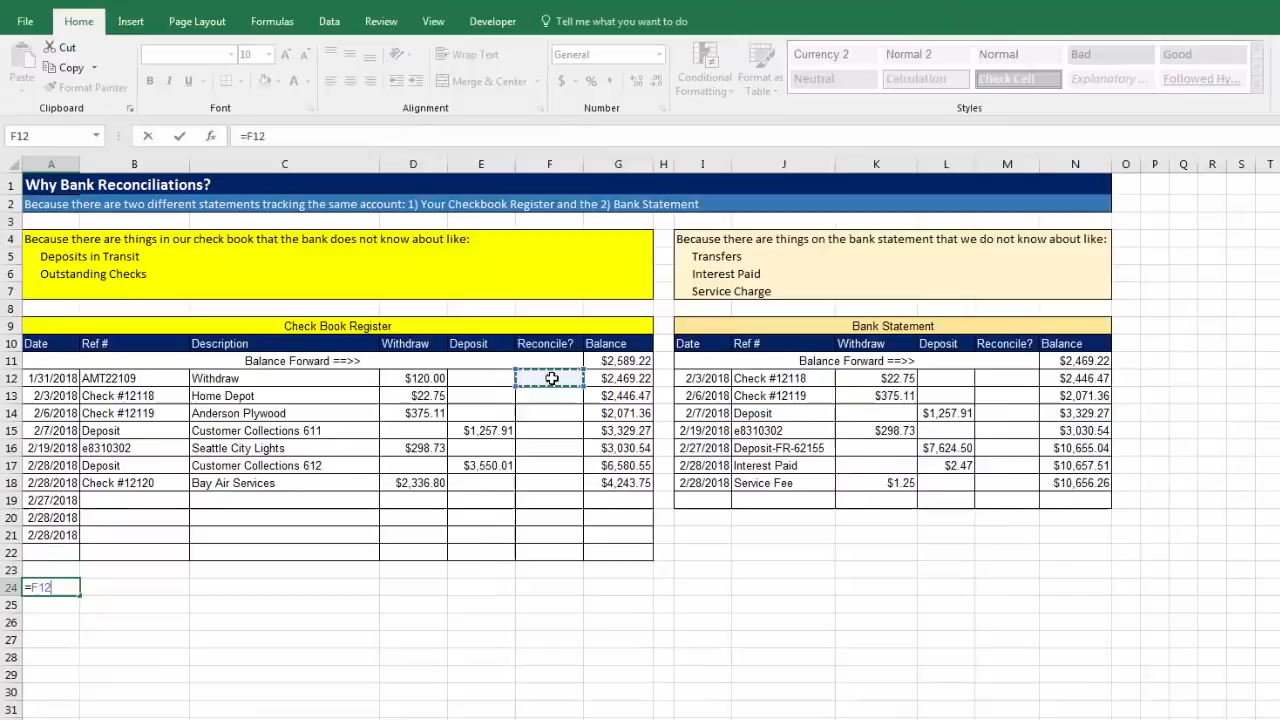 File Home Insert Page Layout Formulas Data Review View Developer Tell me what you want to do
Paste Cut Copy Format Painter
10 A A Wrap Text General
B I U A Merge & Center $ % ,
Conditional Formatting Format as Table
Currency 2 Normal 2 Normal Bad Good
Neutral Calculation Check Cell Explanatory ... Followed Hy...
Clipboard Font Alignment Number Styles
F12 fx =F12
A B C D E F G H I J K L M N O P Q R S T
1 Why Bank Reconciliations?
2 Because there are two different statements tracking the same account: 1) Your Checkbook Register and the 2) Bank Statement
3
4 Because there are things in our check book that the bank does not know about like: Because there are things on the bank statement that we do not know about like:
5 Deposits in Transit Transfers
6 Outstanding Checks Interest Paid
7 Service Charge
8
9 Check Book Register Bank Statement
10 Date Ref # Description Withdraw Deposit Reconcile? Balance Date Ref # Withdraw Deposit Reconcile? Balance
11 Balance Forward ==>> $2,589.22 Balance Forward ==>> $2,469.22
12 1/31/2018 AMT22109 Withdraw $120.00 $2,469.22 2/3/2018 Check #12118 $22.75 $2,446.47
13 2/3/2018 Check #12118 Home Depot $22.75 $2,446.47 2/6/2018 Check #12119 $375.11 $2,071.36
14 2/6/2018 Check #12119 Anderson Plywood $375.11 $2,071.36 2/7/2018 Deposit $1,257.91 $3,329.27
15 2/7/2018 Deposit Customer Collections 611 $1,257.91 $3,329.27 2/19/2018 e8310302 $298.73 $3,030.54
16 2/19/2018 e8310302 Seattle City Lights $298.73 $3,030.54 2/27/2018 Deposit-FR-62155 $7,624.50 $10,655.04
17 2/28/2018 Deposit Customer Collections 612 $3,550.01 $6,580.55 2/28/2018 Interest Paid $2.47 $10,657.51
18 2/28/2018 Check #12120 Bay Air Services $2,336.80 $4,243.75 2/28/2018 Service Fee $1.25 $10,656.26
19 2/27/2018
20 2/28/2018
21 2/28/2018
22
23
24 =F12
25
26
27
28
29
30
31